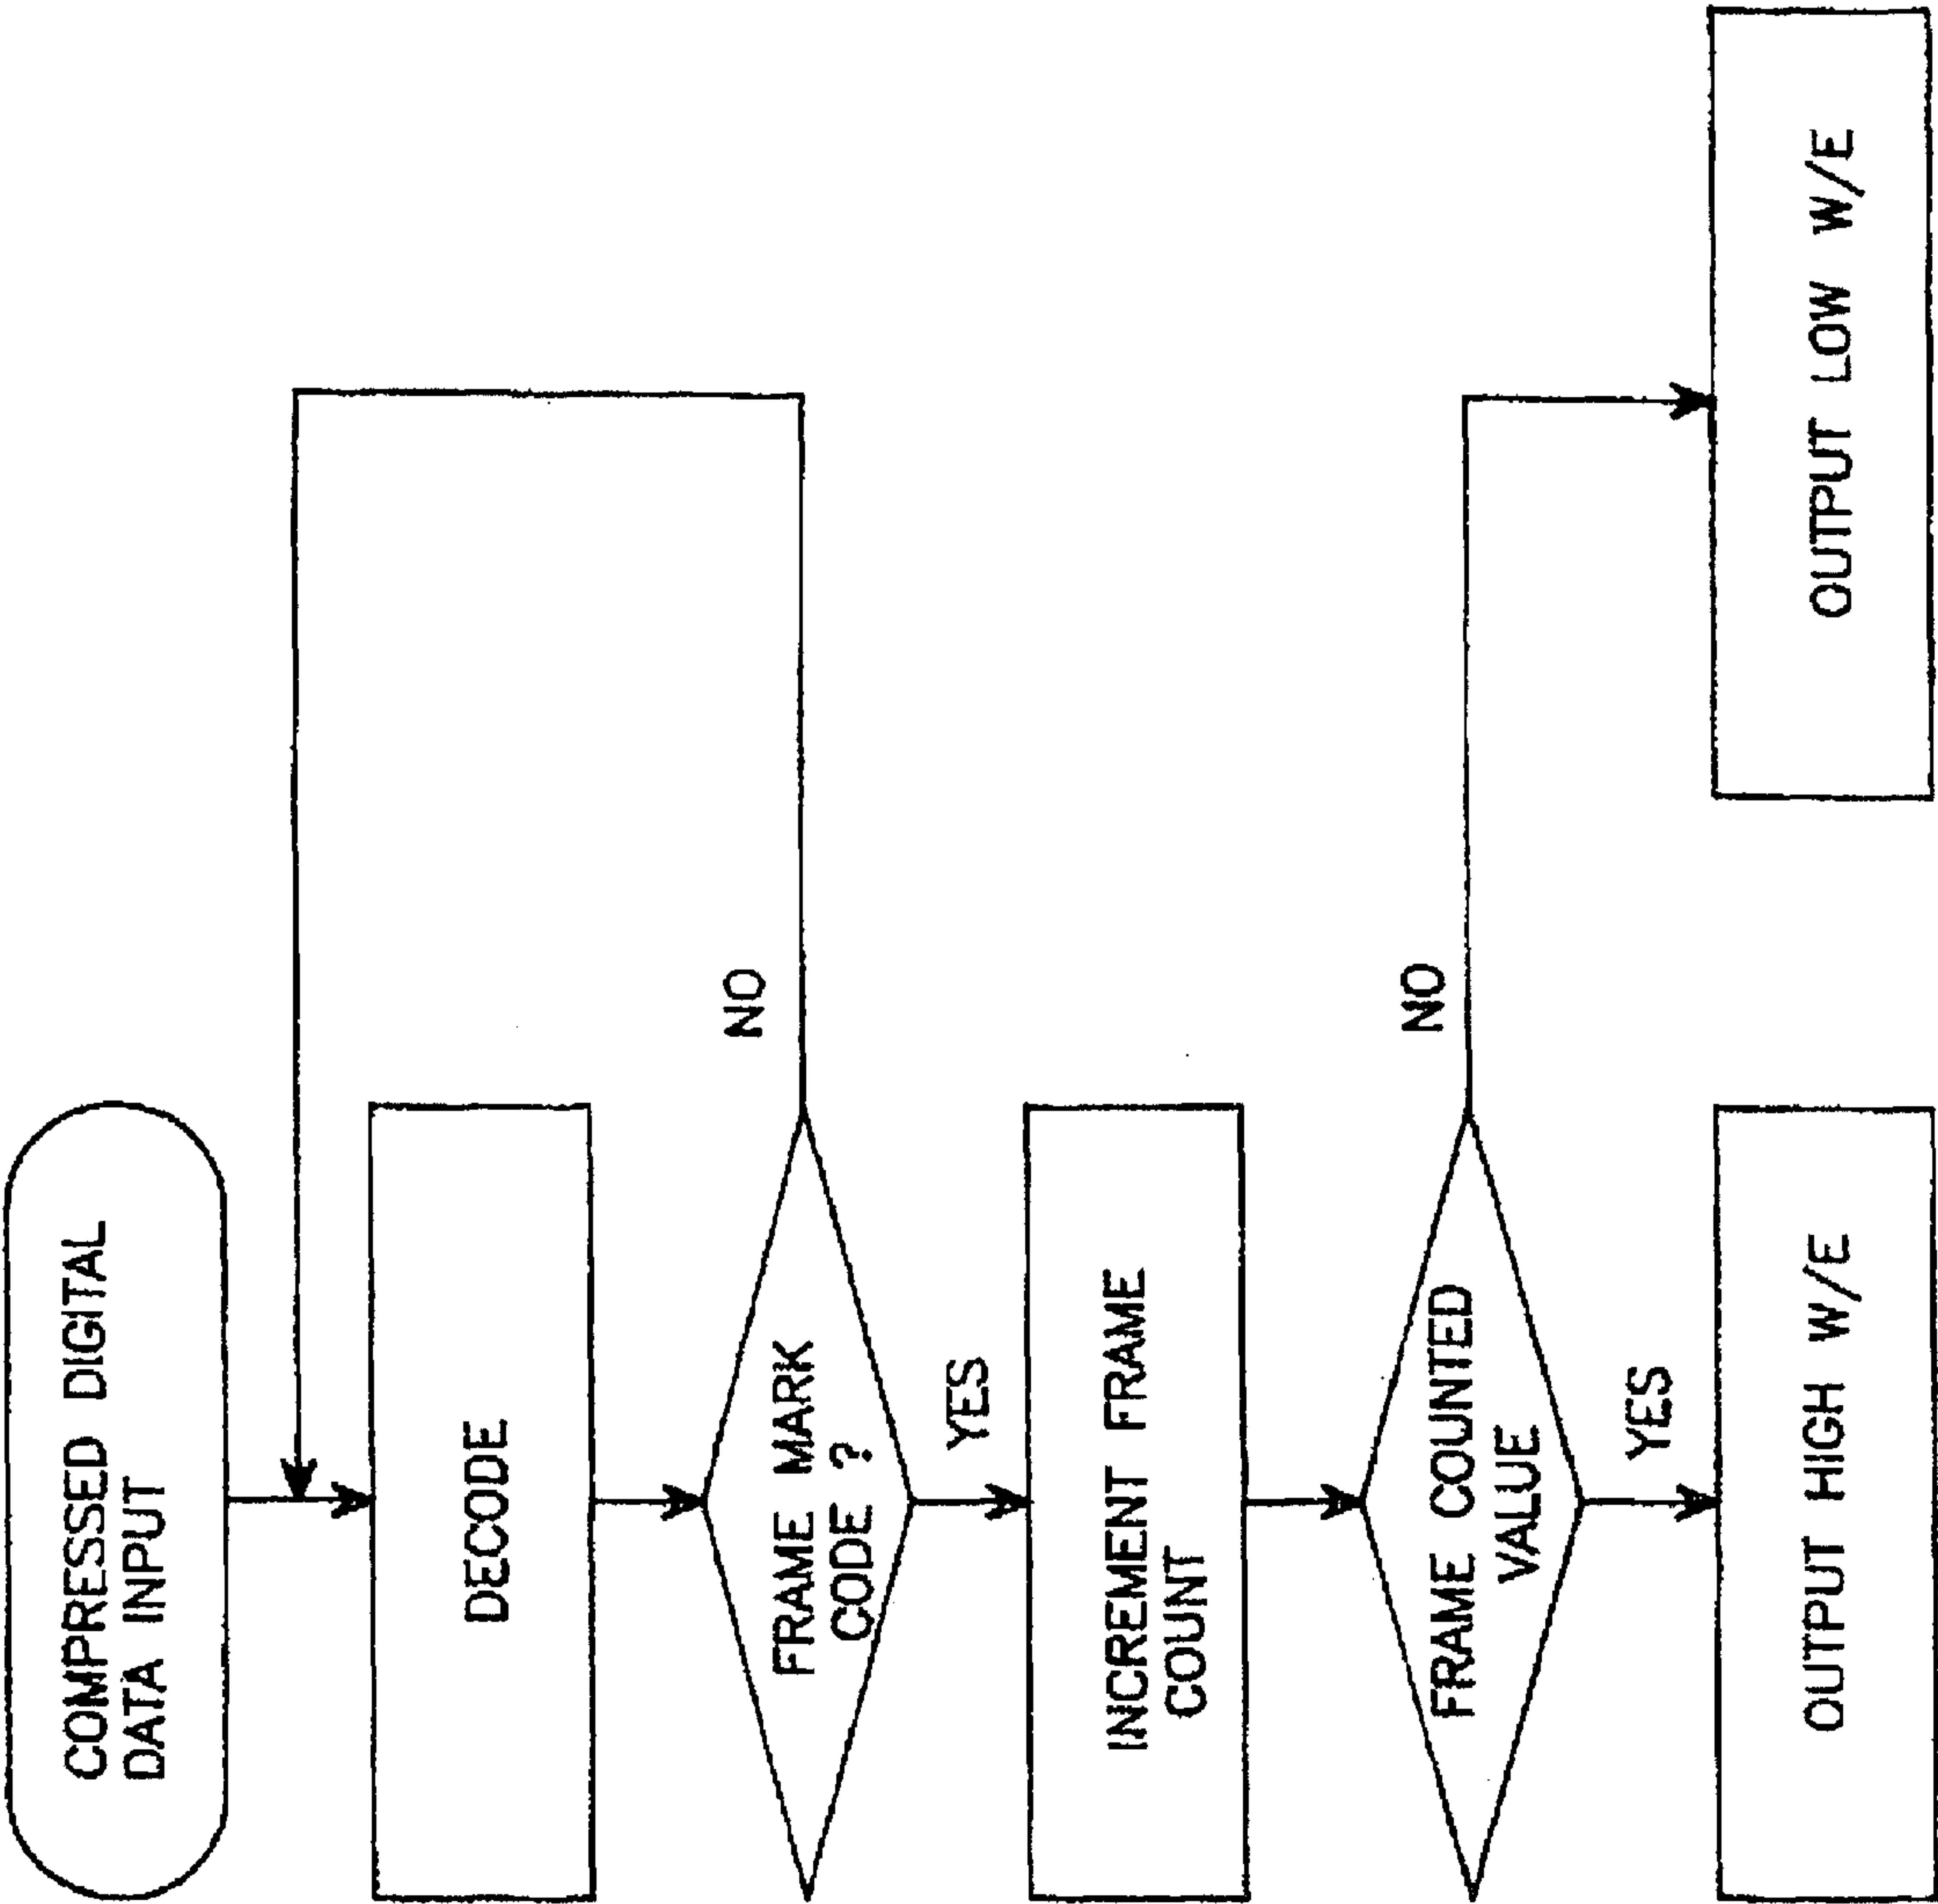 COMPRESSED DIGITAL
DATA INPUT
DECODE
FRAME MARK
CODE ?
NO
YES
INCREMENT FRAME
COUNT
FRAME COUNTED
VALUE
NO
YES
OUTPUT HIGH W/E
OUTPUT LOW W/E